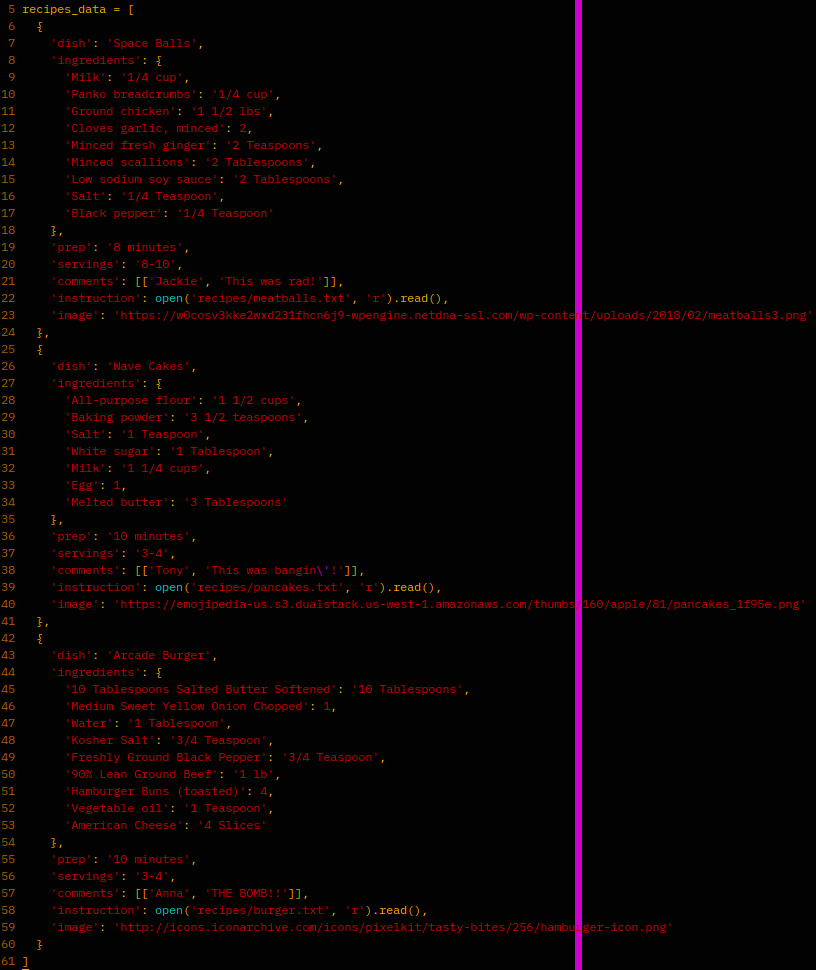 5 recipes_data = [
6   {
7     'dish': 'Space Balls',
8     'ingredients': {
9       'Milk': '1/4 cup',
10       'Panko breadcrumbs': '1/4 cup',
11       'Ground chicken': '1 1/2 lbs',
12       'Cloves garlic, minced': 2,
13       'Minced fresh ginger': '2 Teaspoons',
14       'Minced scallions': '2 Tablespoons',
15       'Low sodium soy sauce': '2 Tablespoons',
16       'Salt': '1/4 Teaspoon',
17       'Black pepper': '1/4 Teaspoon'
18     },
19     'prep': '8 minutes',
20     'servings': '8-10',
21     'comments': [['Jackie', 'This was rad!']],
22     'instruction': open('recipes/meatballs.txt', 'r').read(),
23     'image': 'https://w0cosv3kke2wxd231fhcn6j9-wpengine.netdna-ssl.com/wp-content/uploads/2018/02/meatballs3.png'
24   },
25   {
26     'dish': 'Wave Cakes',
27     'ingredients': {
28       'All-purpose flour': '1 1/2 cups',
29       'Baking powder': '3 1/2 teaspoons',
30       'Salt': '1 Teaspoon',
31       'White sugar': '1 Tablespoon',
32       'Milk': '1 1/4 cups',
33       'Egg': 1,
34       'Melted butter': '3 Tablespoons'
35     },
36     'prep': '10 minutes',
37     'servings': '3-4',
38     'comments': [['Tony', 'This was bangin\'!']],
39     'instruction': open('recipes/pancakes.txt', 'r').read(),
40     'image': 'https://emojipedia-us.s3.dualstack.us-west-1.amazonaws.com/thumbs/160/apple/81/pancakes_1f95e.png'
41   },
42   {
43     'dish': 'Arcade Burger',
44     'ingredients': {
45       '10 Tablespoons Salted Butter Softened': '10 Tablespoons',
46       'Medium Sweet Yellow Onion Chopped': 1,
47       'Water': '1 Tablespoon',
48       'Kosher Salt': '3/4 Teaspoon',
49       'Freshly Ground Black Pepper': '3/4 Teaspoon',
50       '90% Lean Ground Beef': '1 lb',
51       'Hamburger Buns (toasted)': 4,
52       'Vegetable oil': '1 Teaspoon',
53       'American Cheese': '4 Slices'
54     },
55     'prep': '10 minutes',
56     'servings': '3-4',
57     'comments': [['Anna', 'THE BOMB!!']],
58     'instruction': open('recipes/burger.txt', 'r').read(),
59     'image': 'http://icons.iconarchive.com/icons/pixelkit/tasty-bites/256/hamburger-icon.png'
60   }
61 ]